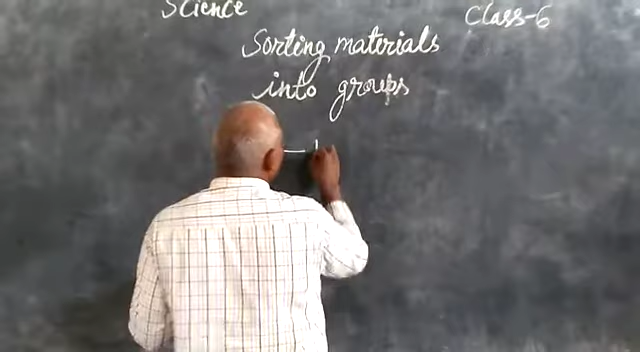 Science Class-6
Sorting materials
into groups